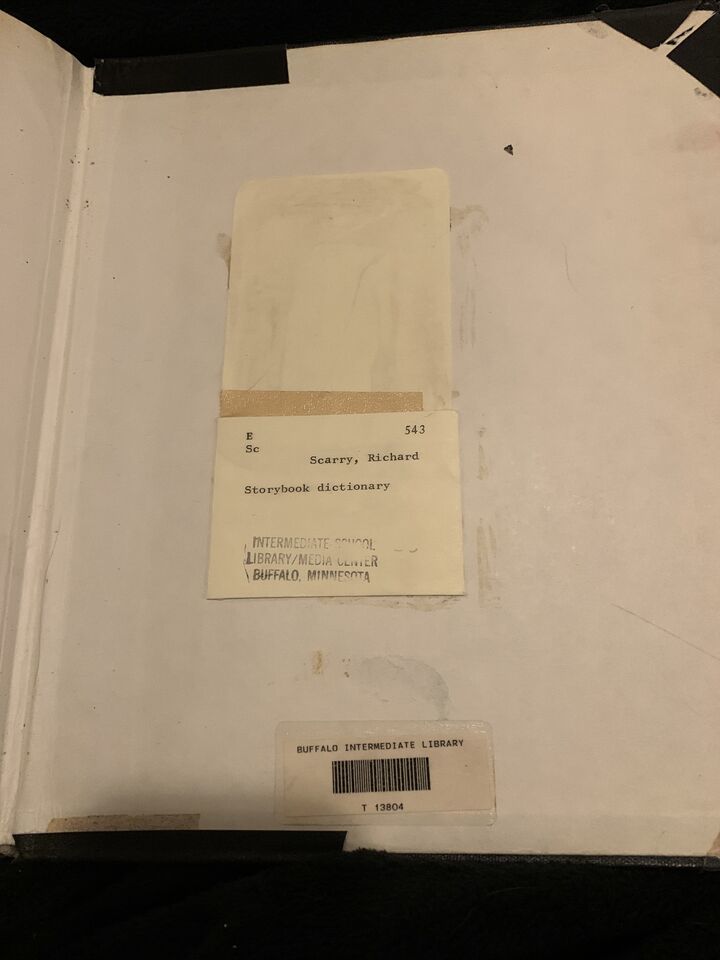 E 543
Sc
Scarry, Richard
Storybook dictionary
INTERMEDIATE SCHOOL
LIBRARY/MEDIA CENTER
BUFFALO, MINNESOTA
BUFFALO INTERMEDIATE LIBRARY
T 13804